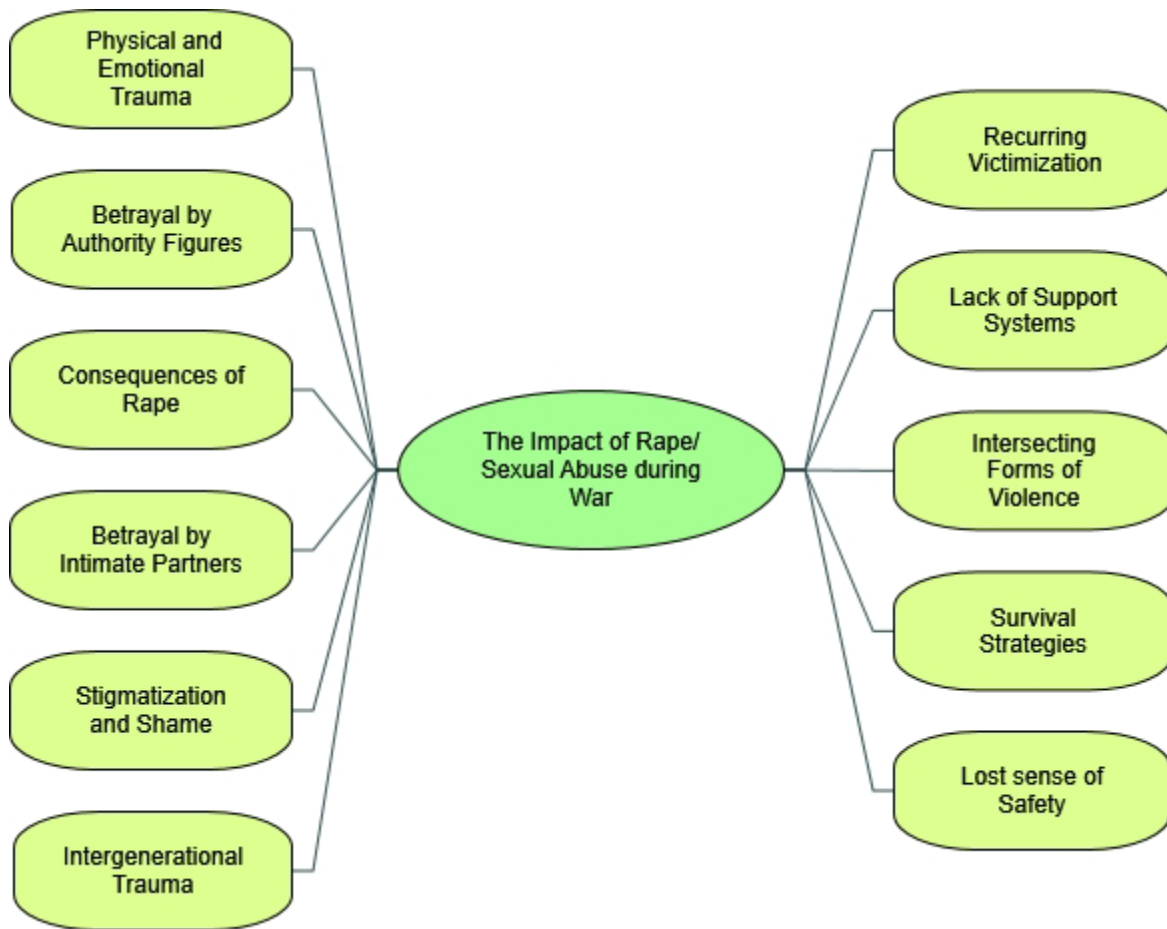 Physical and
Emotional
Trauma
Betrayal by
Authority Figures
Consequences of
Rape
Betrayal by
Intimate Partners
Stigmatization
and Shame
Intergenerational
Trauma
The Impact of Rape/
Sexual Abuse during
War
Recurring
Victimization
Lack of Support
Systems
Intersecting
Forms of
Violence
Survival
Strategies
Lost sense of
Safety